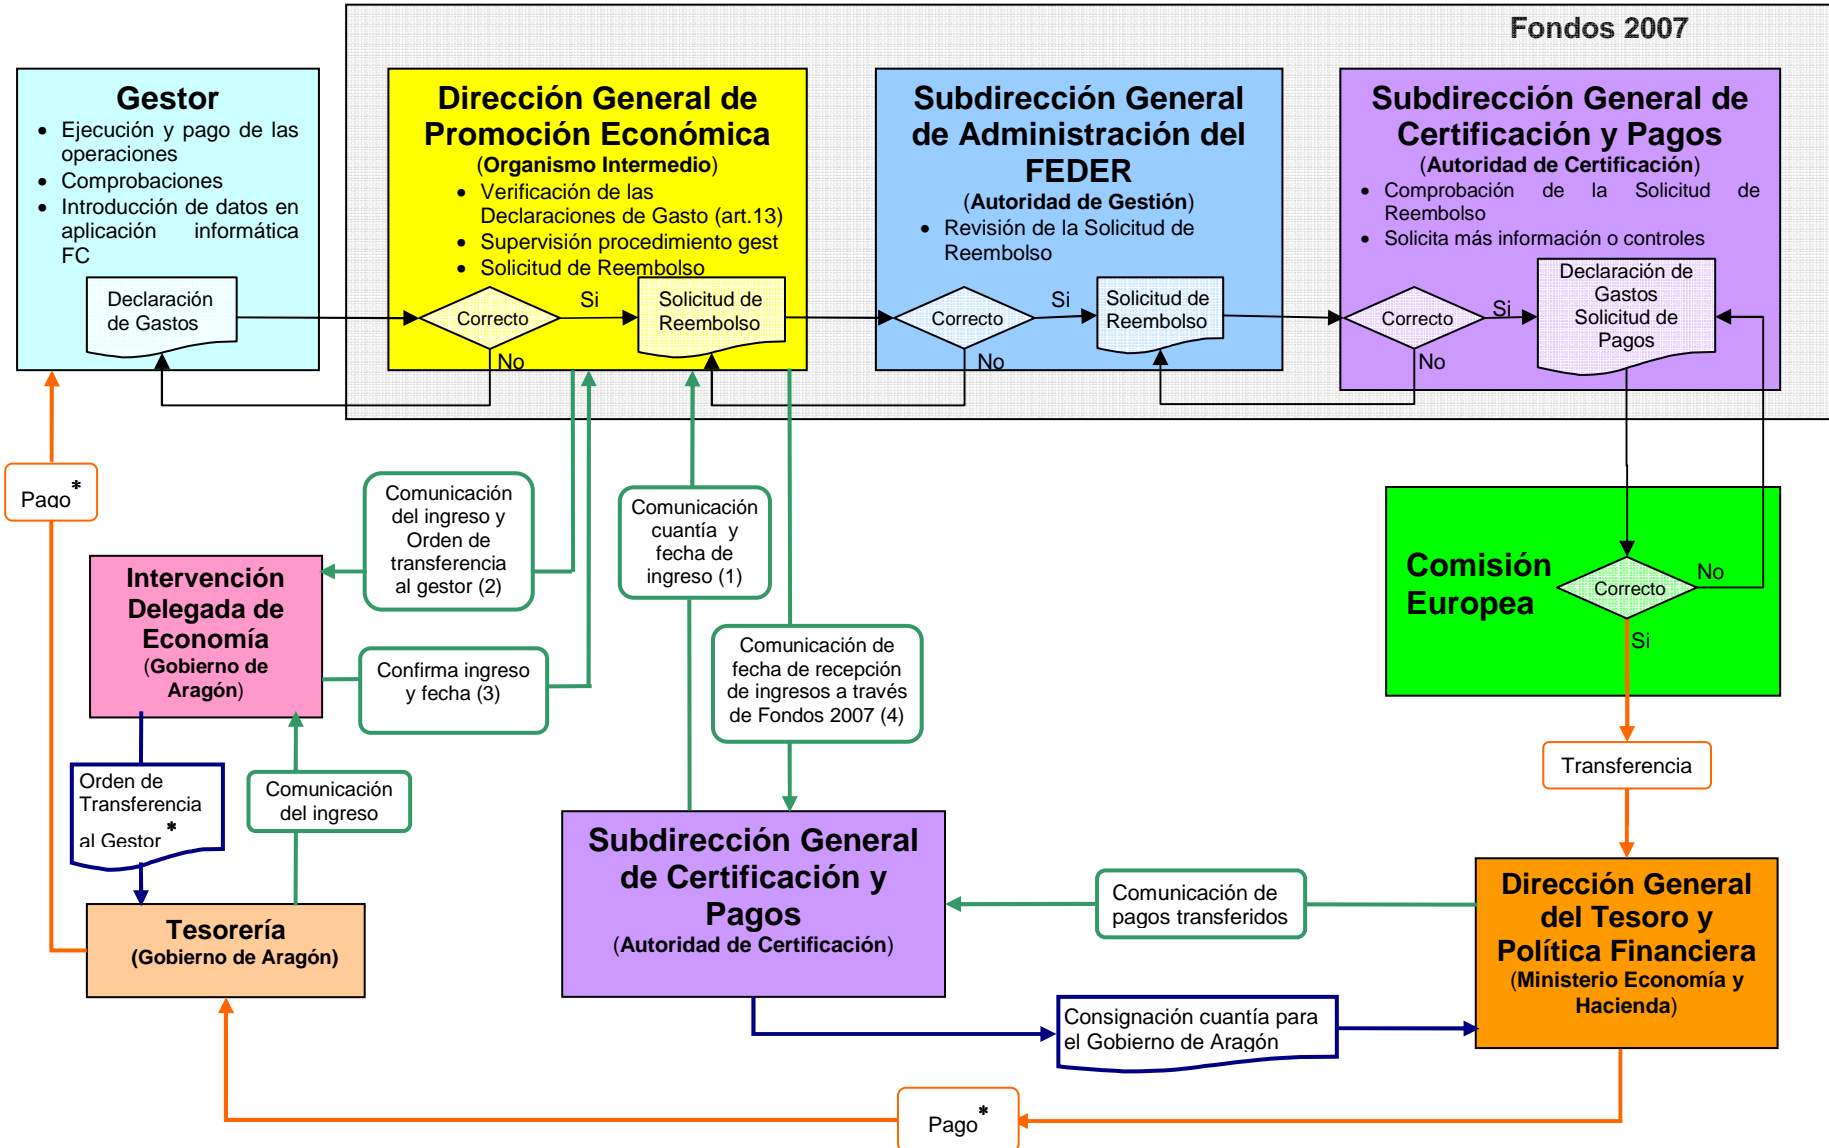 Fondos 2007
Gestor
• Ejecución y pago de las
operaciones
• Comprobaciones
• Introducción de datos en
aplicación informática
FC
Declaración
de Gastos
Dirección General de
Promoción Económica
(Organismo Intermedio)
• Verificación de las
Declaraciones de Gasto (art.13)
• Supervisión procedimiento gest
• Solicitud de Reembolso
Correcto
Si
No
Solicitud de
Reembolso
Subdirección General
de Administración del
FEDER
(Autoridad de Gestión)
• Revisión de la Solicitud de
Reembolso
Correcto
Si
No
Solicitud de
Reembolso
Subdirección General de
Certificación y Pagos
(Autoridad de Certificación)
• Comprobación de la Solicitud de
Reembolso
• Solicita más información o controles
Correcto
Si
No
Declaración de
Gastos
Solicitud de
Pagos
Pago*
Comunicación
del ingreso y
Orden de
transferencia
al gestor (2)
Comunicación
cuantía y
fecha de
ingreso (1)
Intervención
Delegada de
Economía
(Gobierno de
Aragón)
Confirma ingreso
y fecha (3)
Comunicación de
fecha de recepción
de ingresos a través
de Fondos 2007 (4)
Comisión
Europea
Correcto
No
Si
Transferencia
Orden de
Transferencia
al Gestor *
Comunicación
del ingreso
Tesorería
(Gobierno de Aragón)
Subdirección General
de Certificación y
Pagos
(Autoridad de Certificación)
Comunicación de
pagos transferidos
Dirección General
del Tesoro y
Política Financiera
(Ministerio Economía y
Hacienda)
Consignación cuantía para
el Gobierno de Aragón
Pago*